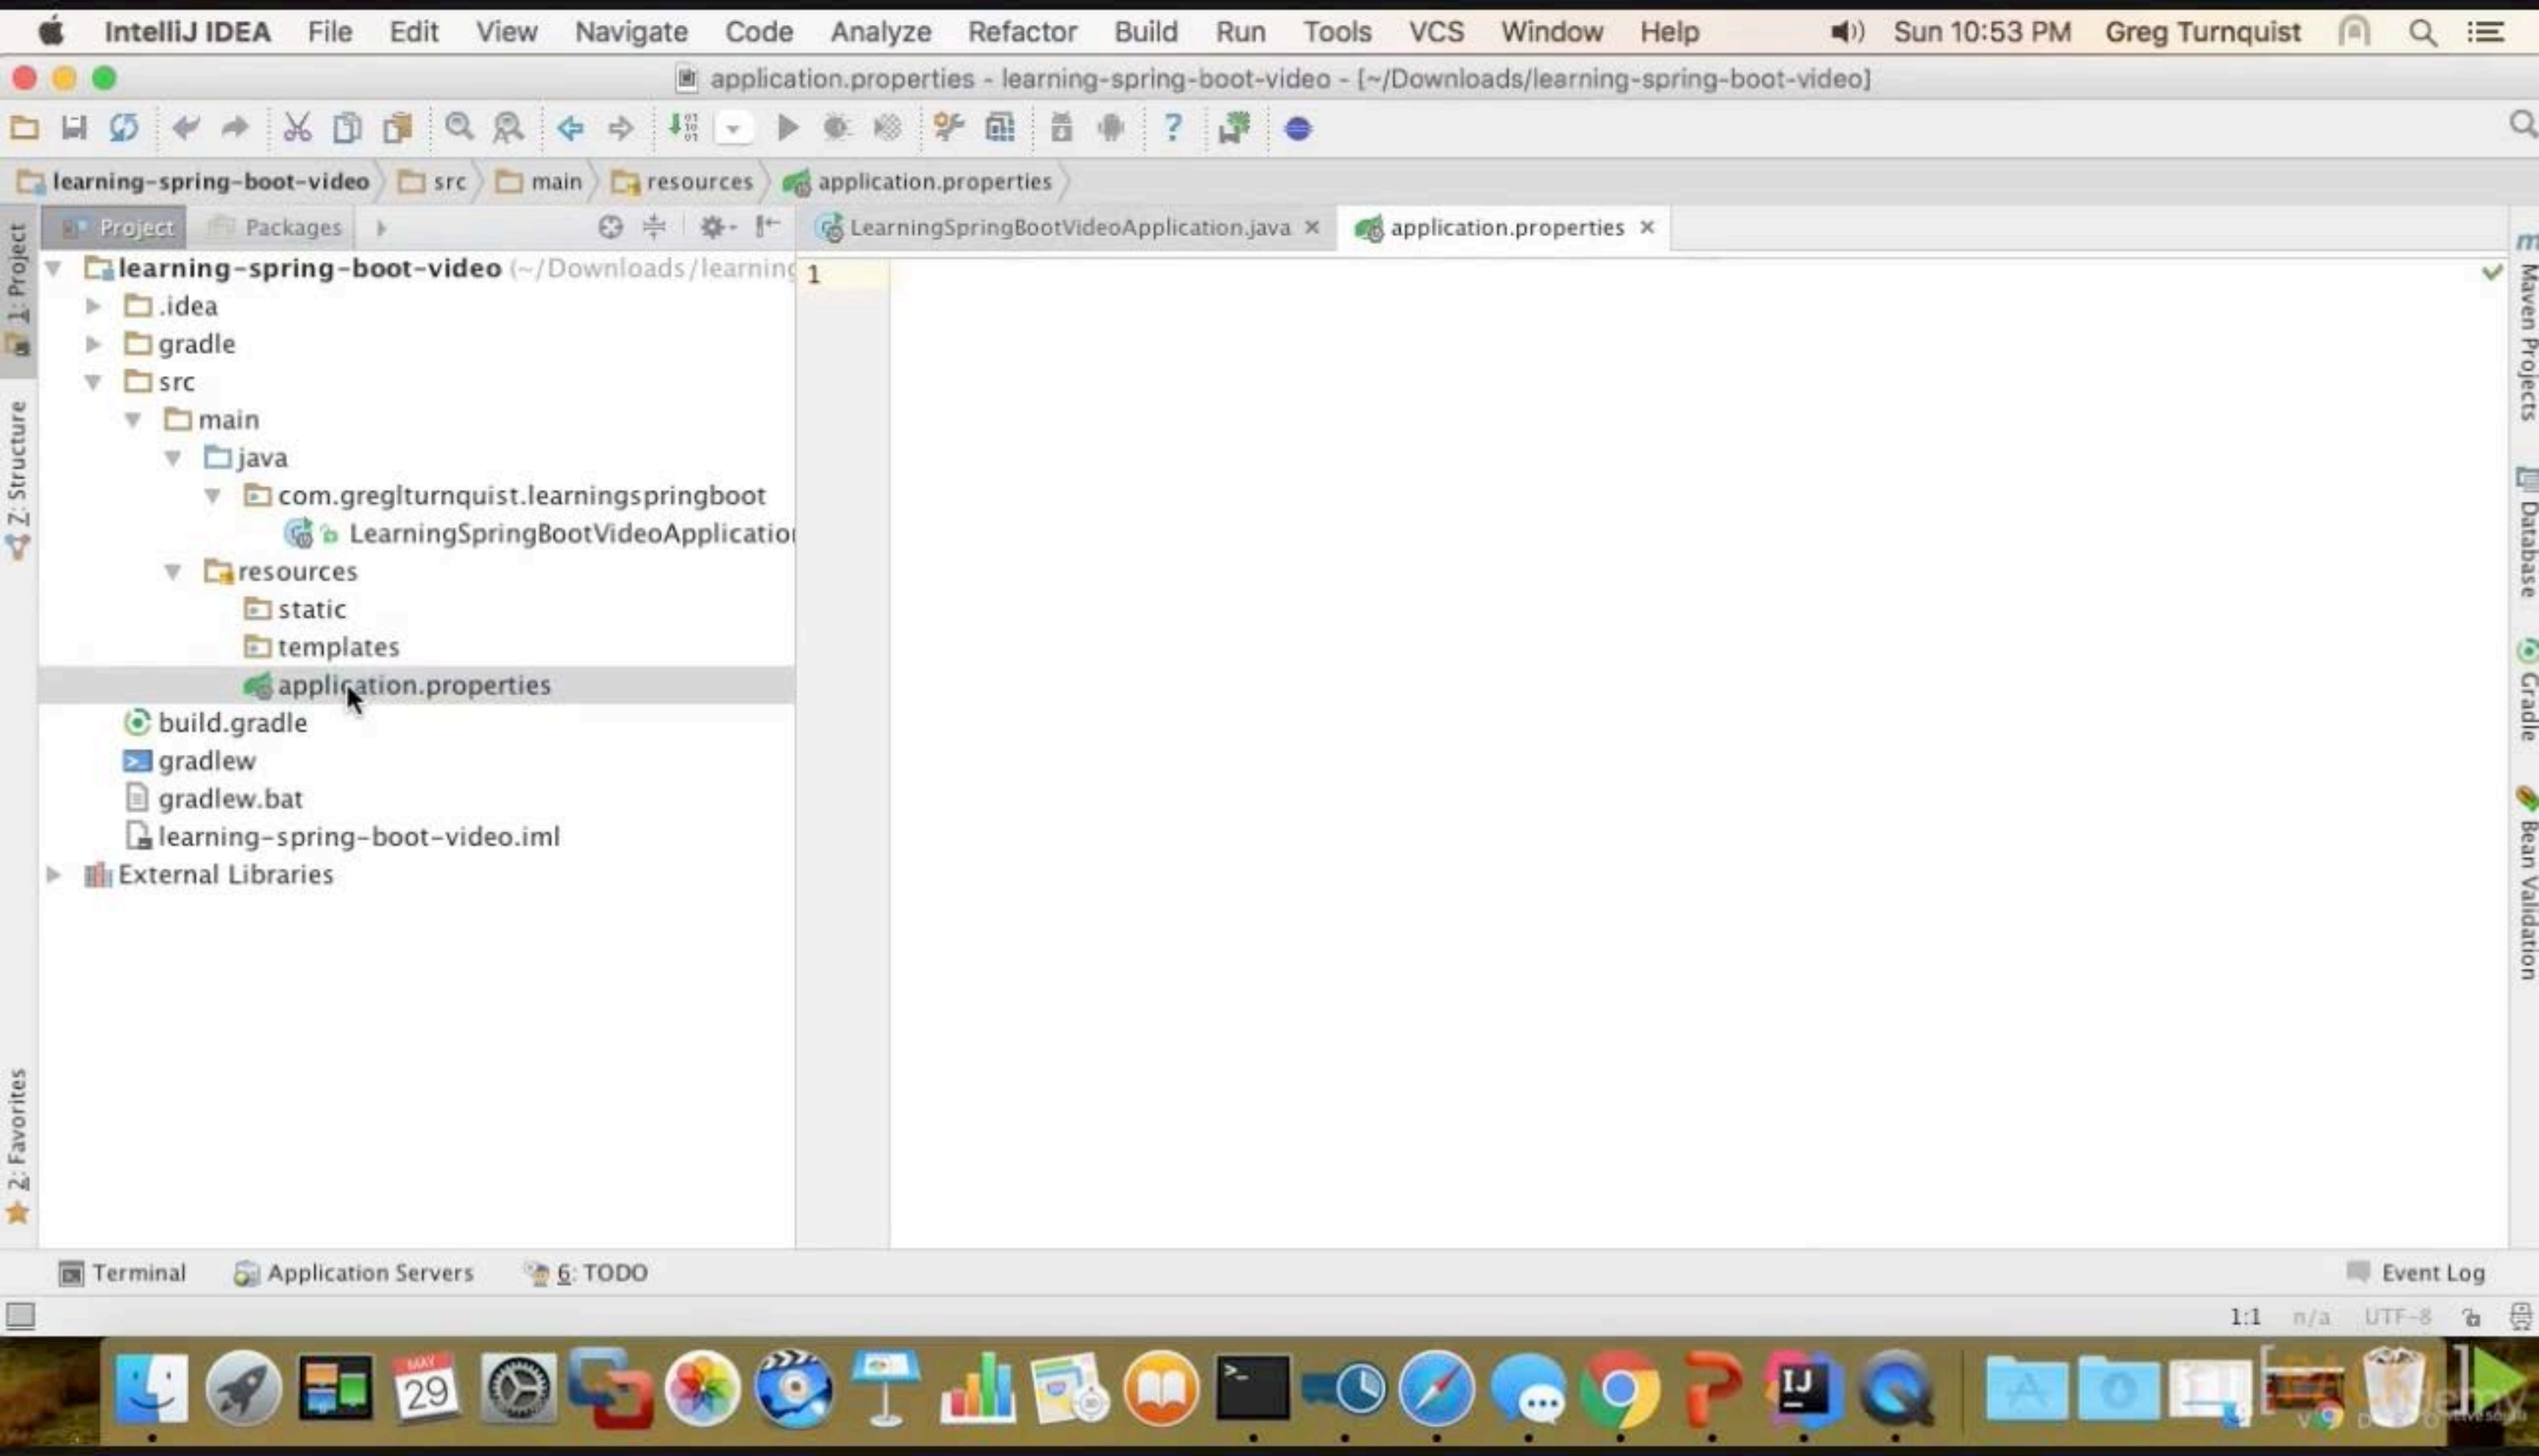 IntelliJ IDEA File Edit View Navigate Code Analyze Refactor Build Run Tools VCS Window Help Sun 10:53 PM Greg Turnquist
application.properties - learning-spring-boot-video - [~/Downloads/learning-spring-boot-video]
learning-spring-boot-video src main resources application.properties
Project Packages
LearningSpringBootVideoApplication.java application.properties
1: Project
Z: Structure
2: Favorites
learning-spring-boot-video (~/Downloads/learning
.idea
gradle
src
main
java
com.greglturnquist.learningspringboot
LearningSpringBootVideoApplication
resources
static
templates
application.properties
build.gradle
gradlew
gradlew.bat
learning-spring-boot-video.iml
External Libraries
1
Maven Projects
Database
Gradle
Bean Validation
Terminal Application Servers 6: TODO Event Log
1:1 n/a UTF-8
MAY
29
IJ